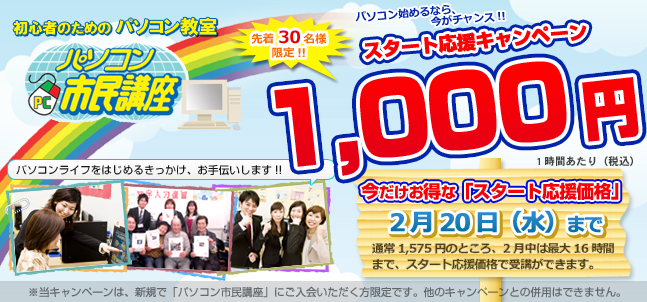 初心者のための パソコン教室
パソコン
PC
市民講座
先着30名様
限定!!
パソコン始めるなら、
今がチャンス!!
スタート応援キャンペーン
1,000円
1時間あたり（税込）
パソコンライフをはじめるきっかけ、お手伝いします!!
今だけお得な「スタート応援価格」
2月20日（水）まで
通常1,575円のところ、2月中は最大16時間
まで、スタート応援価格で受講ができます。
※当キャンペーンは、新規で「パソコン市民講座」にご入会いただく方限定です。他のキャンペーンとの併用はできません。